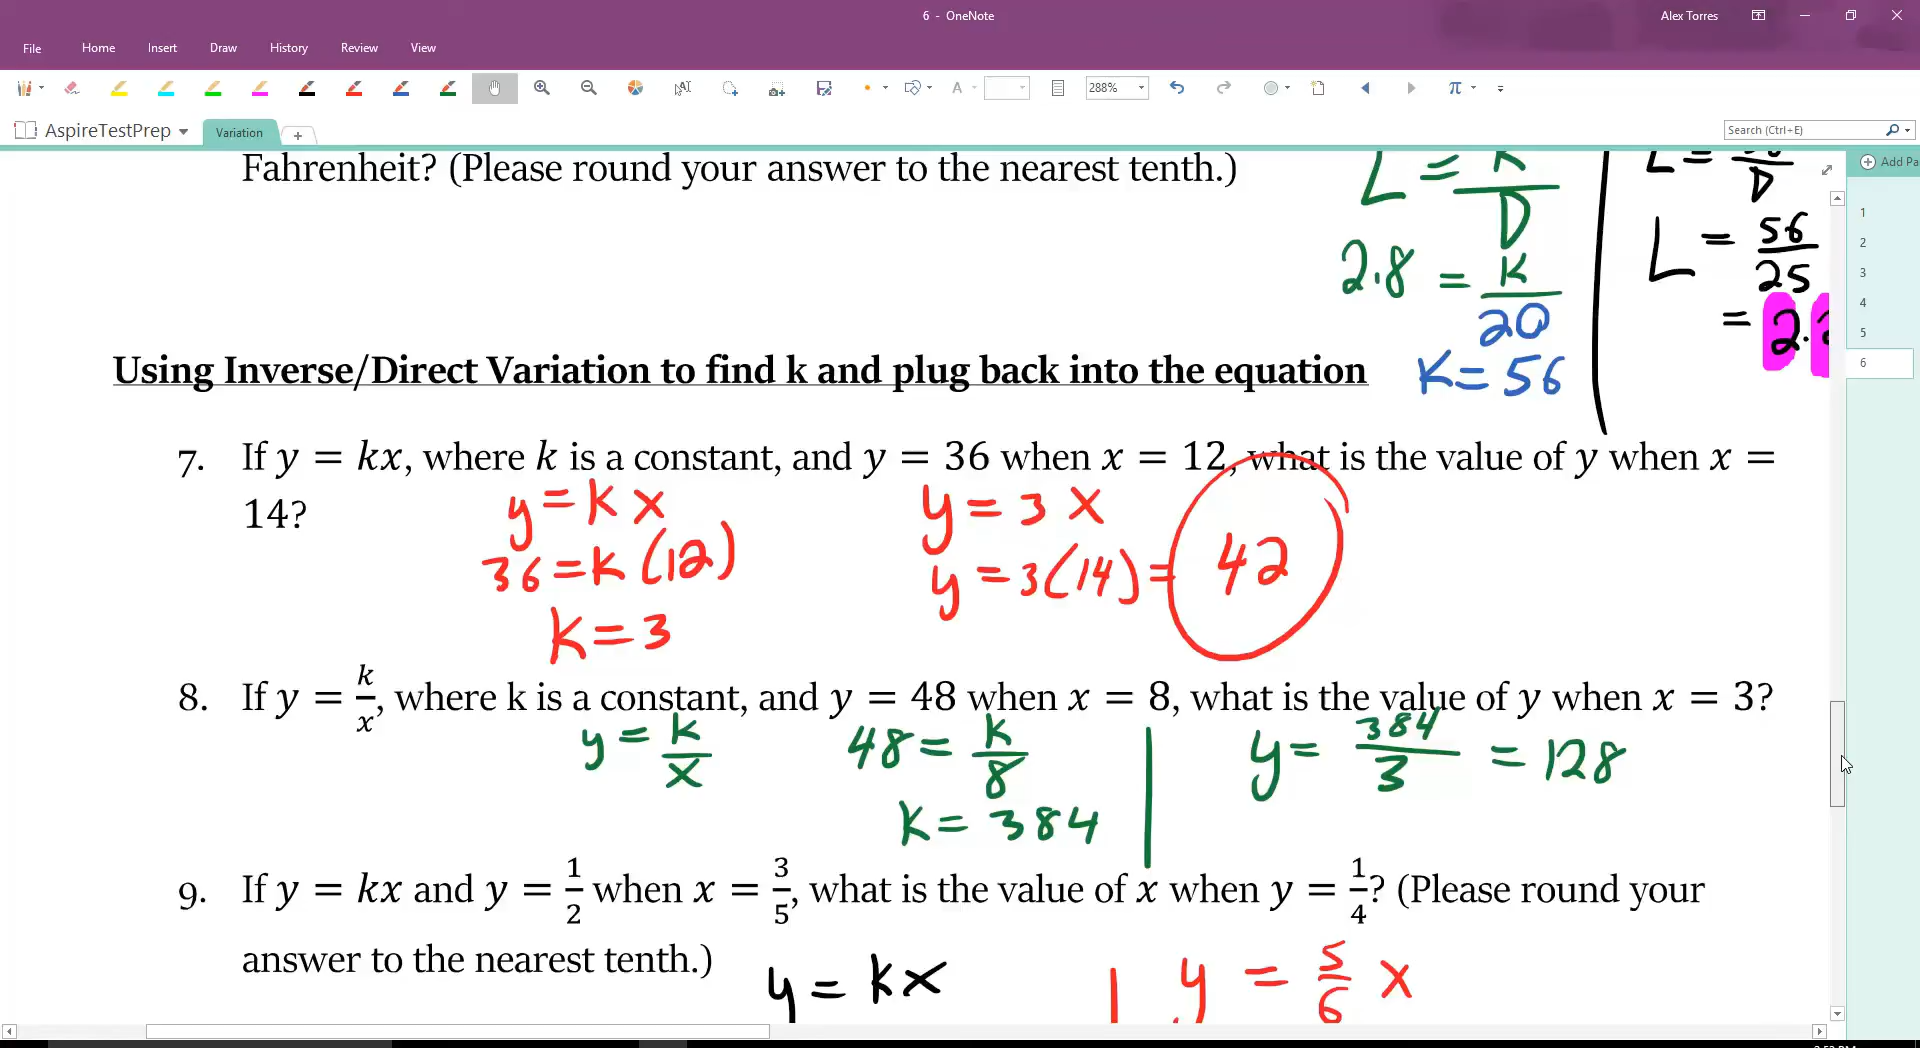 6 - OneNote
Alex Torres
File Home Insert Draw History Review View
288%
AspireTestPrep
Variation
Search (Ctrl+E)
Add Pa
1
2
3
4
5
6
Fahrenheit? (Please round your answer to the nearest tenth.)
L = K/D
2.8 = K/20
K = 56
D
L = 56/25
= 2.2
Using Inverse/Direct Variation to find k and plug back into the equation
7. If y = kx, where k is a constant, and y = 36 when x = 12, what is the value of y when x =
14?
y = K x
36 = K (12)
K = 3
y = 3 x
y = 3(14) = 42
8. If y = k/x, where k is a constant, and y = 48 when x = 8, what is the value of y when x = 3?
y = K/x
48 = K/8
K = 384
y = 384/3 = 128
9. If y = kx and y = 1/2 when x = 3/5, what is the value of x when y = 1/4? (Please round your
answer to the nearest tenth.)
y = kx
y = 5/6 x